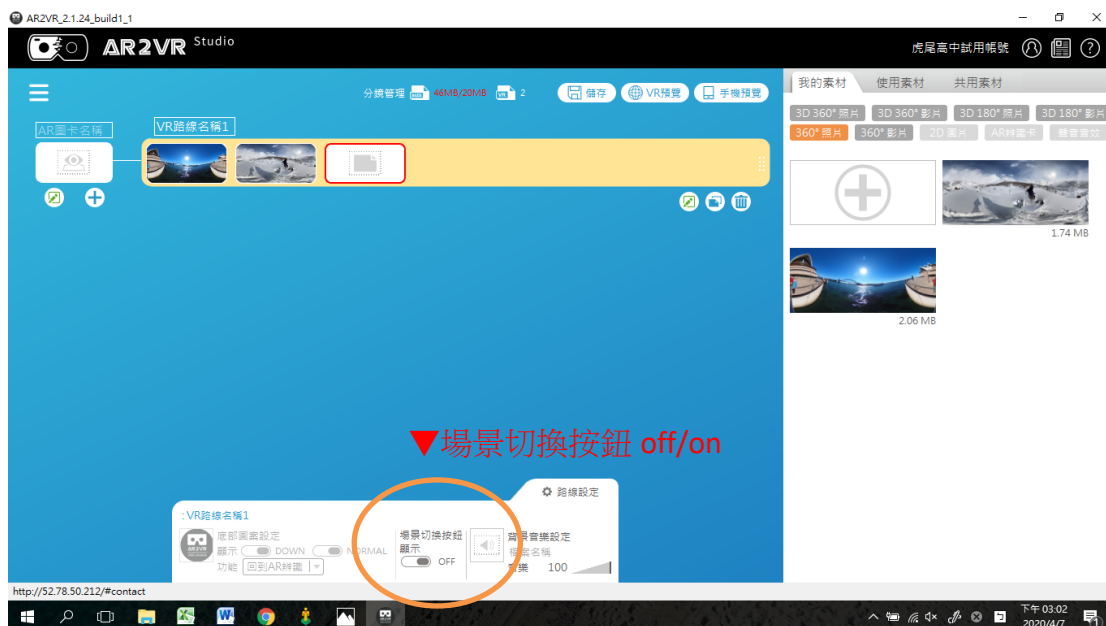 AR2VR_2.1.24_build1_1
AR2VR Studio
虎尾高中試用帳號
分鏡管理 46MB/20MB VR 2 儲存 VR預覽 手機預覽
我的素材 使用素材 共用素材
3D 360° 照片 3D 360° 影片 3D 180° 照片 3D 180° 影片
360° 照片 360° 影片 2D 圖片 AR辨識卡 聲音音效
AR圖卡名稱 VR路線名稱1
1.74 MB
2.06 MB
▼場景切換按鈕 off/on
路線設定
:VR路線名稱1
底部圖案設定
顯示 DOWN NORMAL
功能 回到AR辨識
場景切換按鈕
顯示
OFF
背景音樂設定
檔案名稱
音樂 100
http://52.78.50.212/#contact
下午 03:02
2020/4/7